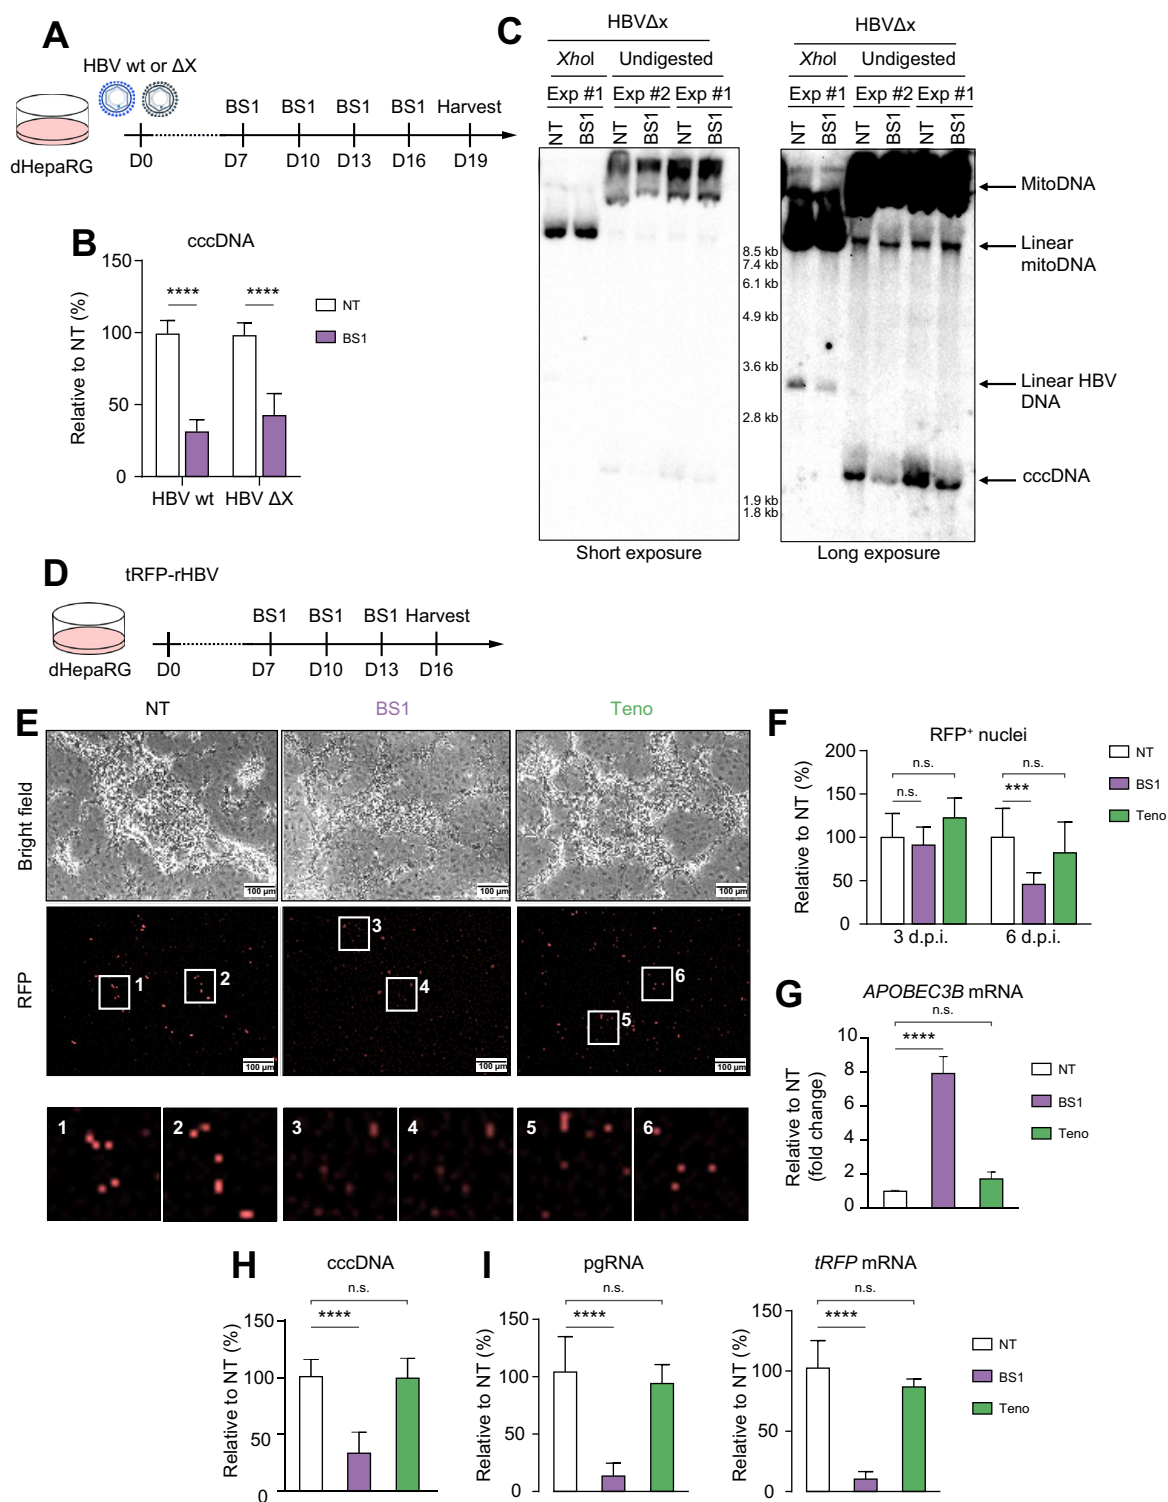 A
HBV wt or ΔX
BS1 BS1 BS1 BS1 Harvest
dHepaRG
D0 D7 D10 D13 D16 D19
B
cccDNA
Relative to NT (%)
150
100
50
0
**** ****
NT
BS1
HBV wt HBV ΔX
C
HBVΔx HBVΔx
XhoI Undigested XhoI Undigested
Exp #1 Exp #2 Exp #1 Exp #1 Exp #2 Exp #1
NT BS1 NT BS1 NT BS1 NT BS1 NT BS1 NT BS1
MitoDNA
Linear
mitoDNA
8.5 kb
7.4 kb
6.1 kb
4.9 kb
3.6 kb
Linear HBV
DNA
2.8 kb
cccDNA
1.9 kb
1.8 kb
Short exposure Long exposure
D
tRFP-rHBV
BS1 BS1 BS1 Harvest
dHepaRG
D0 D7 D10 D13 D16
E
NT BS1 Teno
Bright field
100 µm 100 µm 100 µm
RFP
1 2 3 4 5 6
100 µm 100 µm 100 µm
1 2 3 4 5 6
F
RFP⁺ nuclei
Relative to NT (%)
200
150
100
50
0
n.s. n.s.
n.s. ***
NT
BS1
Teno
3 d.p.i. 6 d.p.i.
G
APOBEC3B mRNA
n.s.
****
Relative to NT
(fold change)
10
8
6
4
2
0
NT
BS1
Teno
H
cccDNA
n.s.
****
Relative to NT (%)
150
100
50
0
I
pgRNA
n.s.
****
Relative to NT (%)
150
100
50
0
tRFP mRNA
n.s.
****
Relative to NT (%)
150
100
50
0
NT
BS1
Teno